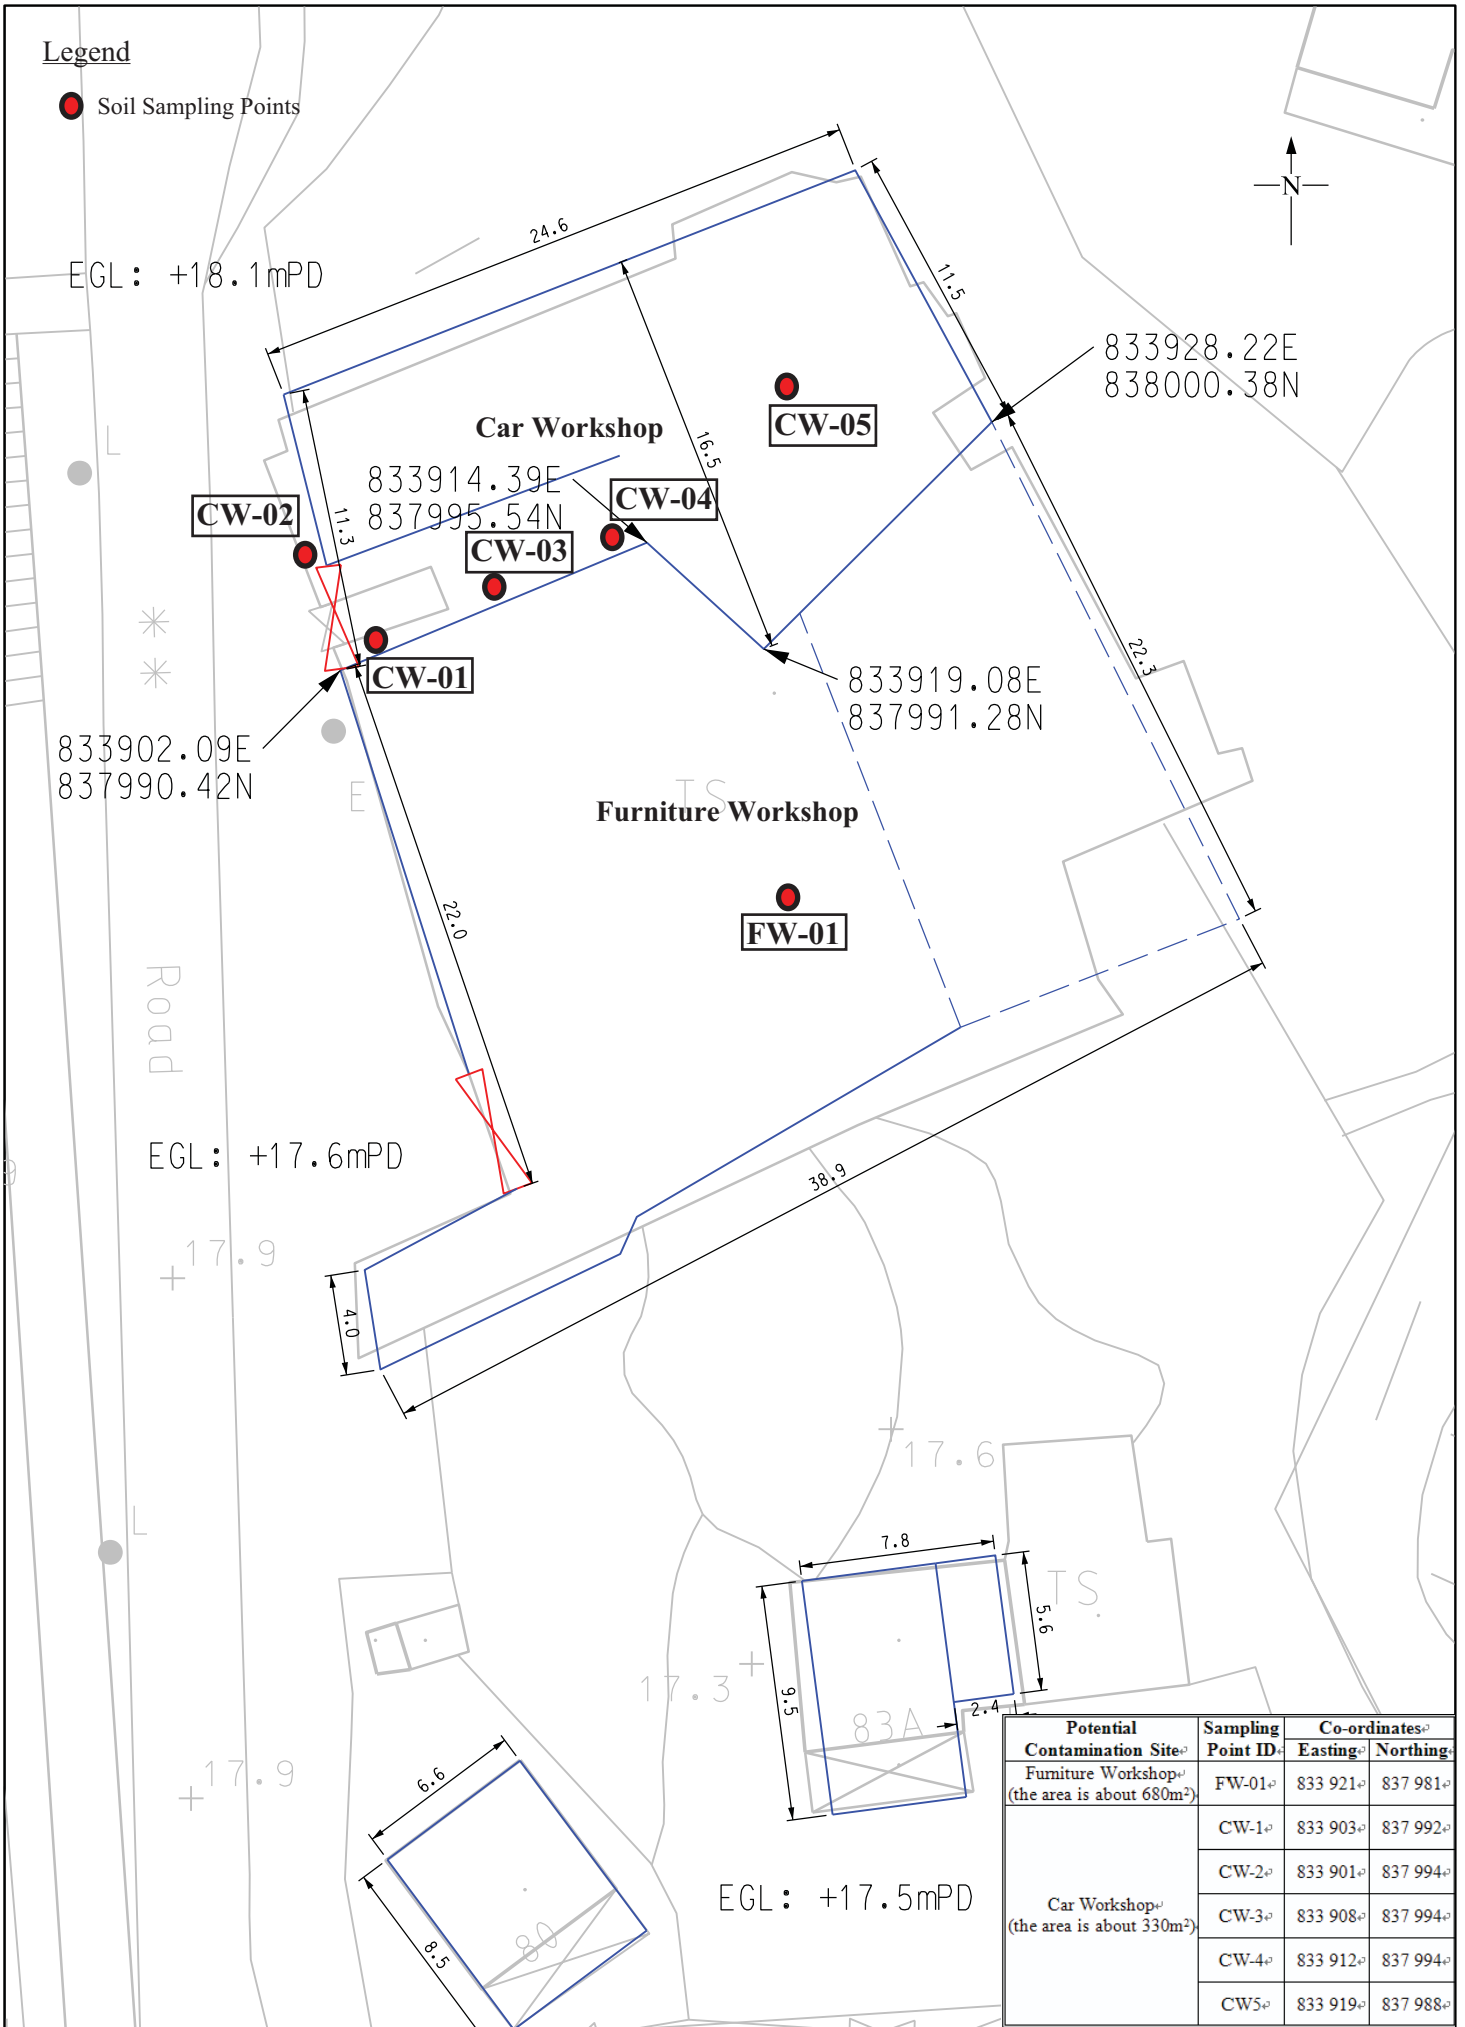 Legend
Soil Sampling Points
24.6
N
EGL: +18.1mPD
11.5
833928.22E
838000.38N
L
Car Workshop
CW-05
16.5
833914.39E
837995.54N
CW-04
CW-02
11.3
CW-03
CW-01
22.3
833919.08E
837991.28N
833902.09E
837990.42N
E
TS
Furniture Workshop
22.0
FW-01
Road
EGL: +17.6mPD
9
38.9
17.9
4.0
17.6
L
7.8
TS
5.6
17.3
9.5
83A
2.4
17.9
6.6
EGL: +17.5mPD
80
8.5
Potential Contamination Site Sampling Point ID Co-ordinates
Easting Northing
Furniture Workshop
(the area is about 680m²) FW-01 833 921 837 981
CW-1 833 903 837 992
CW-2 833 901 837 994
Car Workshop
(the area is about 330m²) CW-3 833 908 837 994
CW-4 833 912 837 994
CW5 833 919 837 988